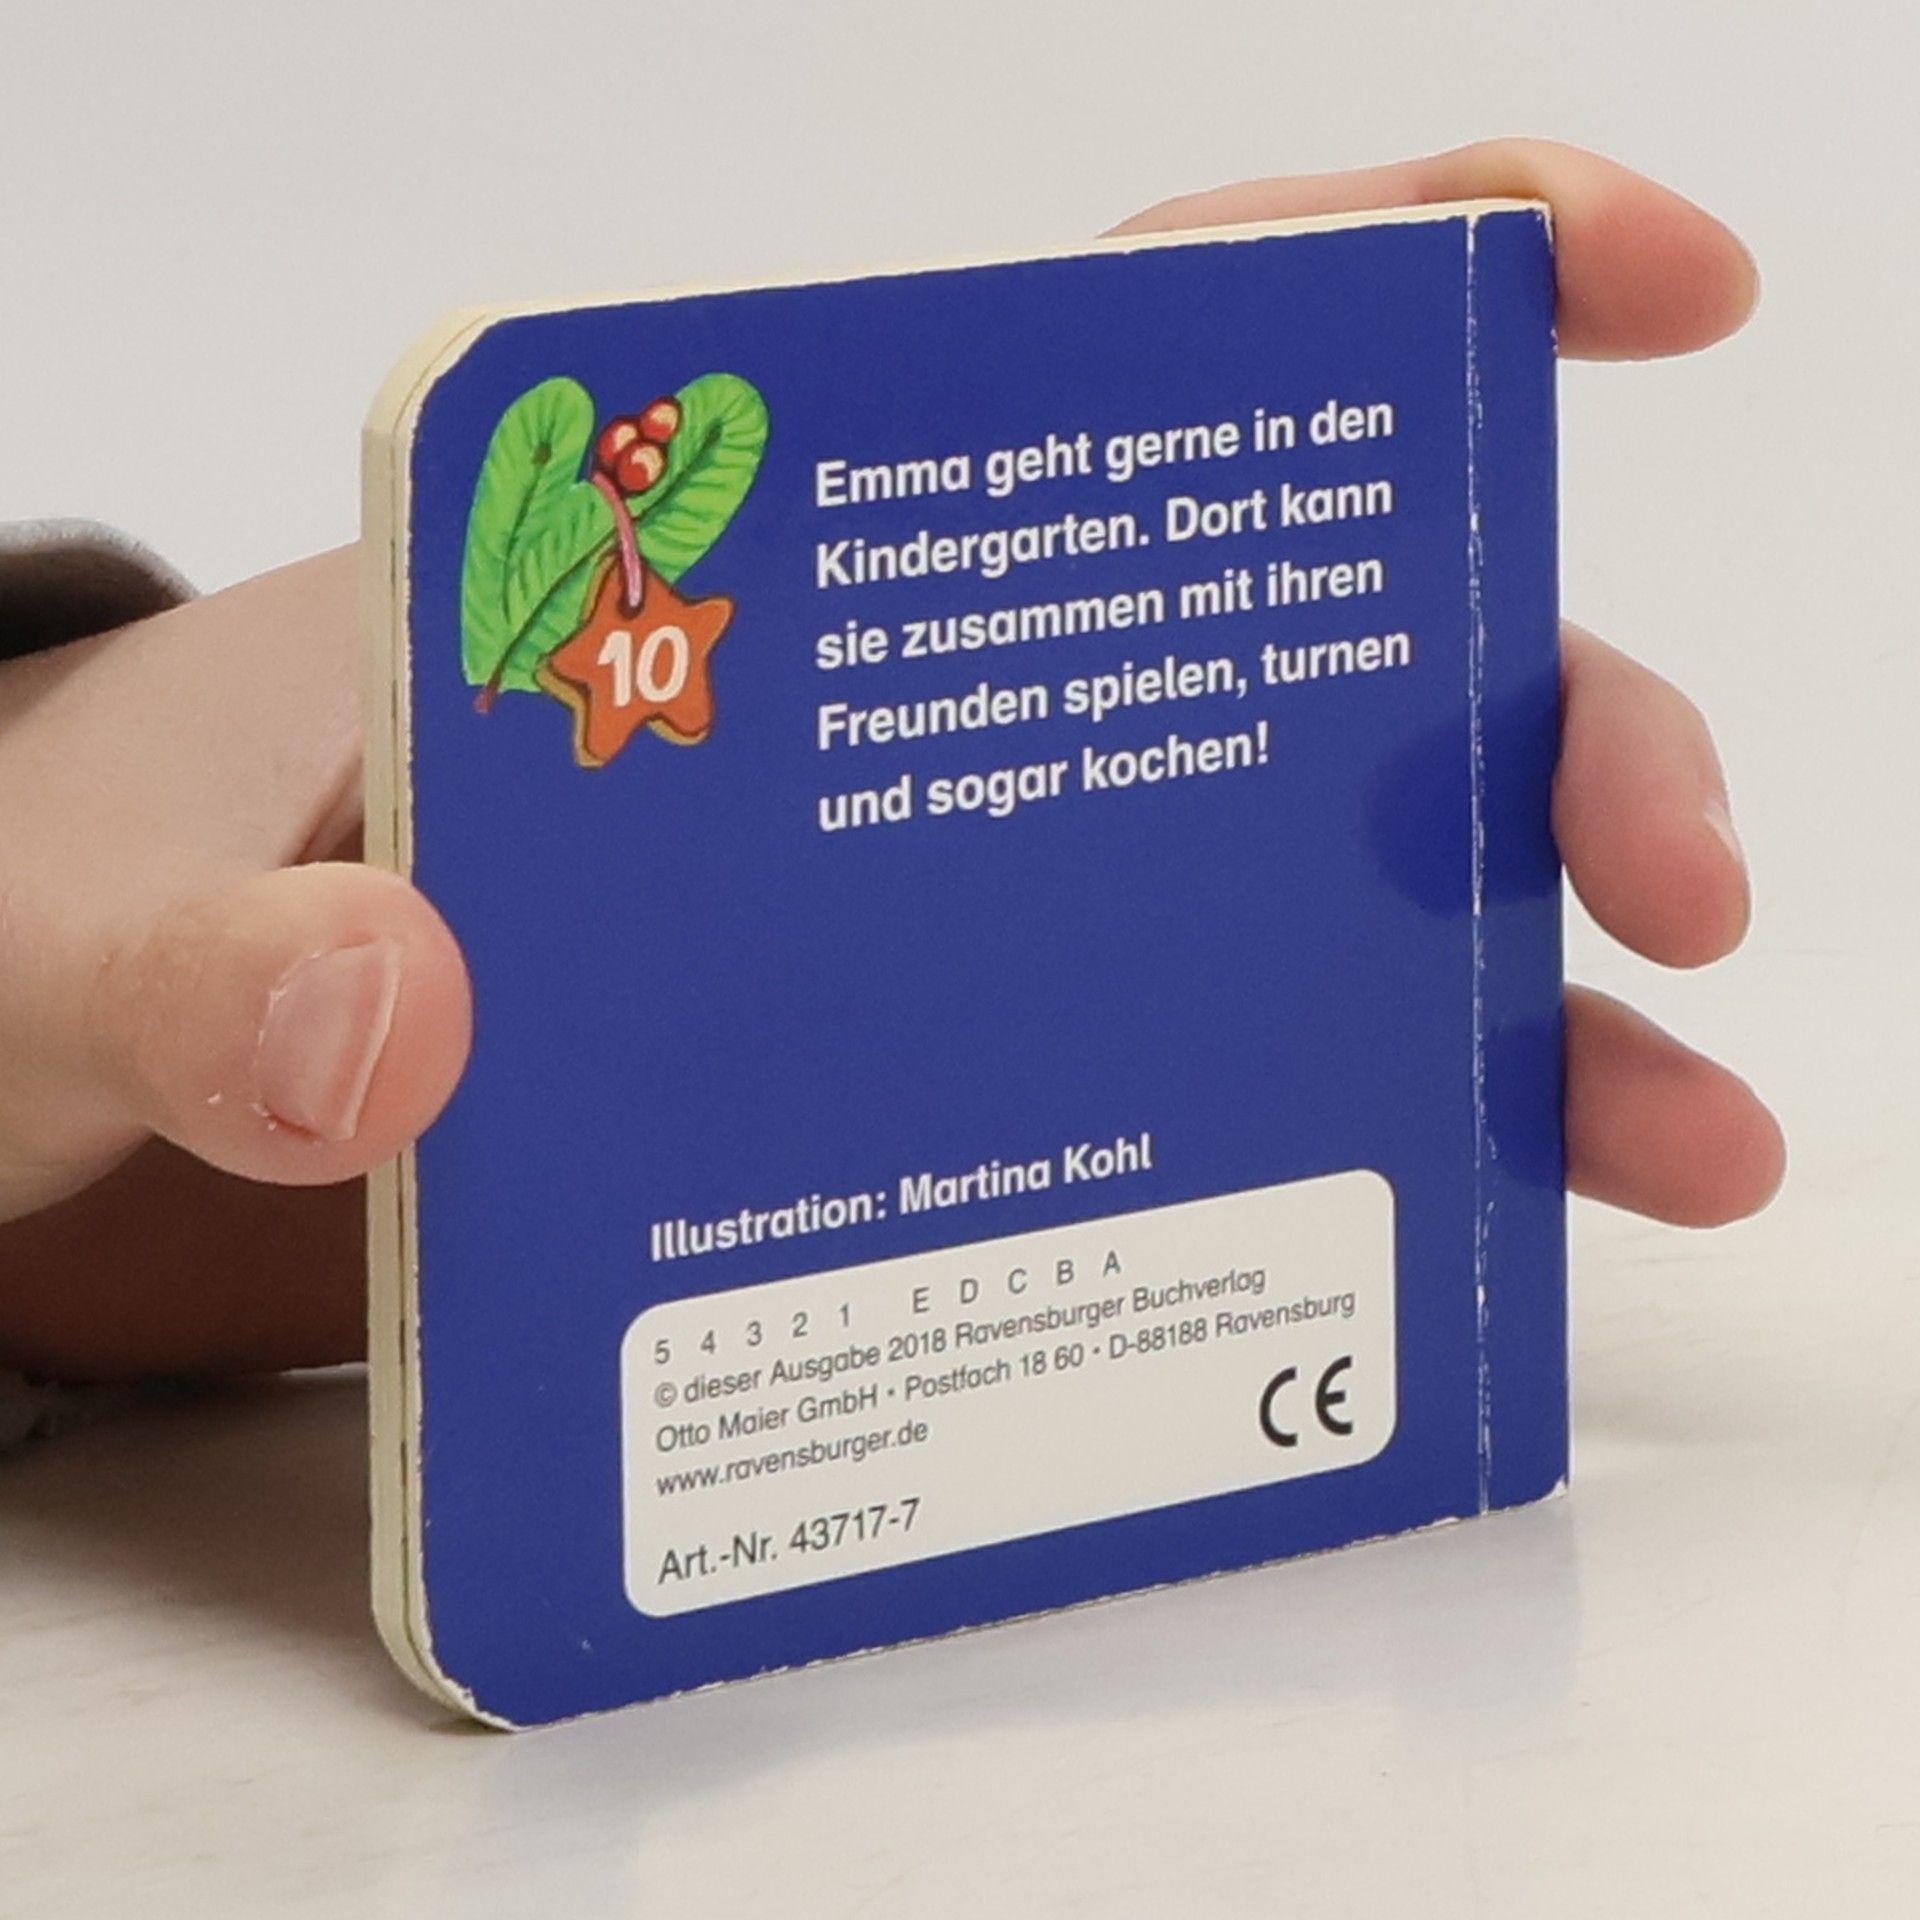 10
Emma geht gerne in den
Kindergarten. Dort kann
sie zusammen mit ihren
Freunden spielen, turnen
und sogar kochen!
Illustration: Martina Kohl
5 4 3 2 1 E D C B A
© dieser Ausgabe 2018 Ravensburger Buchverlag
Otto Maier GmbH • Postfach 18 60 • D-88188 Ravensburg
www.ravensburger.de
CE
Art.-Nr. 43717-7